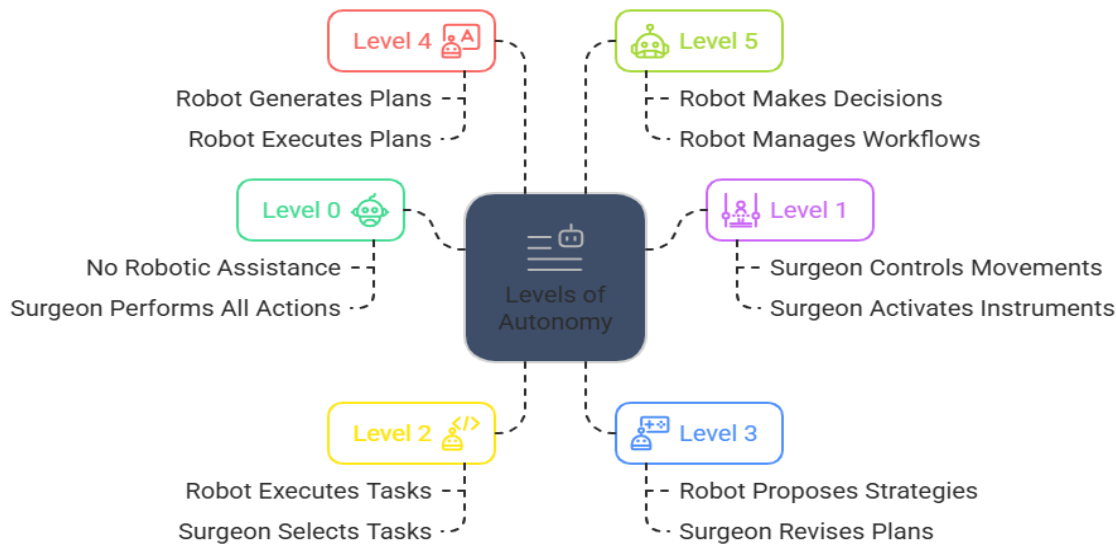 Level 4
Robot Generates Plans
Robot Executes Plans
Level 5
Robot Makes Decisions
Robot Manages Workflows
Level 0
No Robotic Assistance
Surgeon Performs All Actions
Levels of
Autonomy
Level 1
Surgeon Controls Movements
Surgeon Activates Instruments
Level 2
Robot Executes Tasks
Surgeon Selects Tasks
Level 3
Robot Proposes Strategies
Surgeon Revises Plans